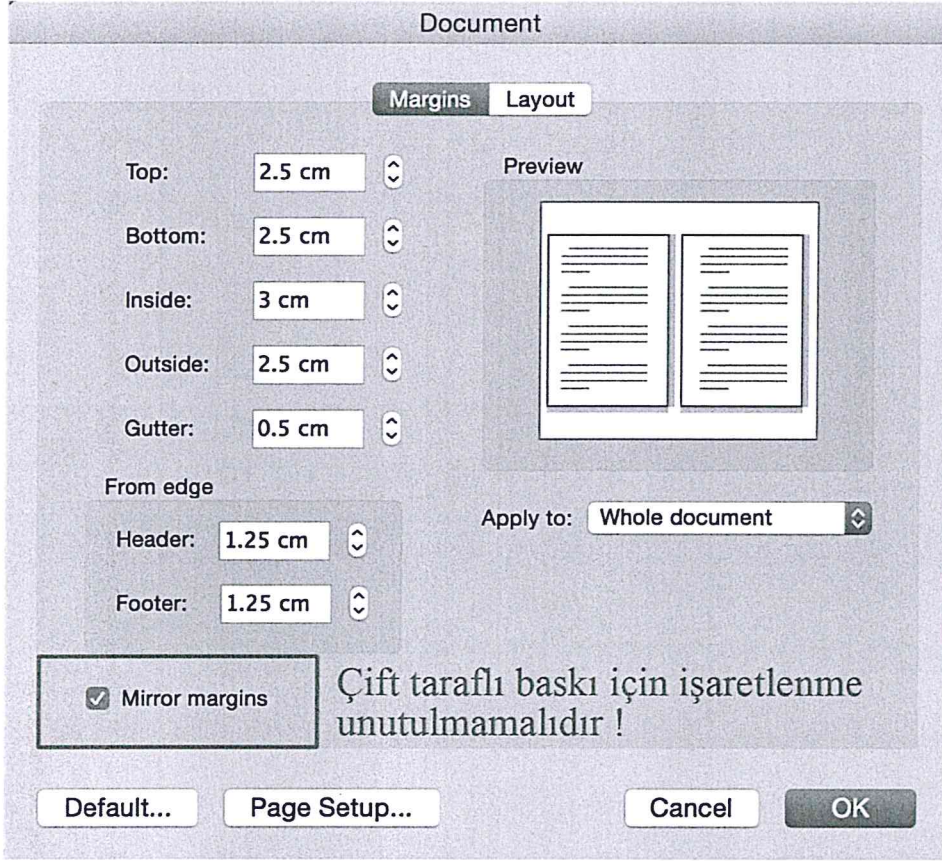 Document
Margins Layout
Top: 2.5 cm
Preview
Bottom: 2.5 cm
Inside: 3 cm
Outside: 2.5 cm
Gutter: 0.5 cm
From edge
Apply to: Whole document
Header: 1.25 cm
Footer: 1.25 cm
Mirror margins
Çift taraflı baskı için işaretlenme
unutulmamalıdır !
Default... Page Setup... Cancel OK